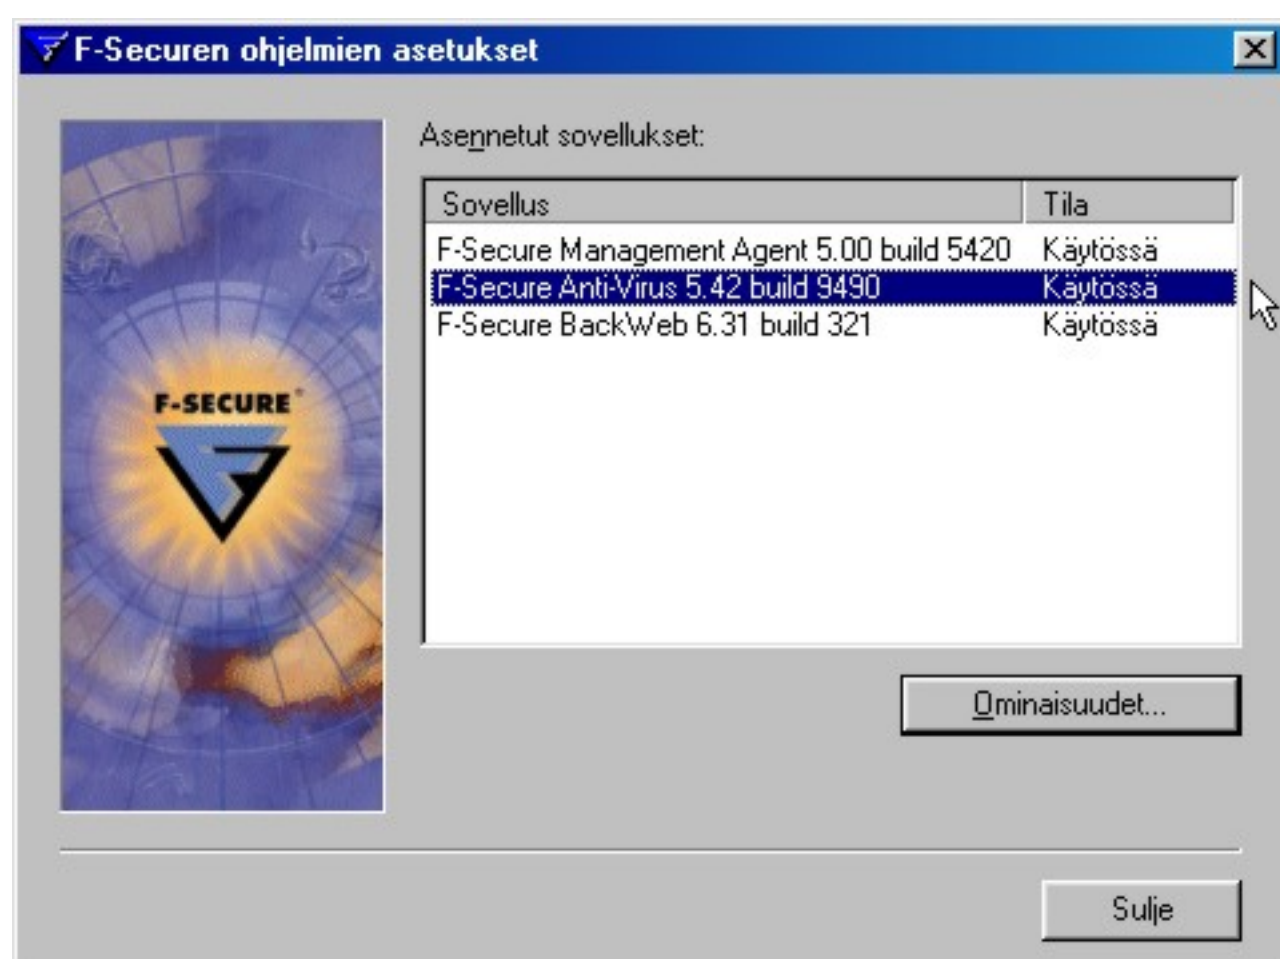 F-Securen ohjelmien asetukset
Asennetut sovellukset:
Sovellus Tila
F-Secure Management Agent 5.00 build 5420 Käytössä
F-Secure Anti-Virus 5.42 build 9490 Käytössä
F-Secure BackWeb 6.31 build 321 Käytössä
F-SECURE
Ominaisuudet...
Sulje